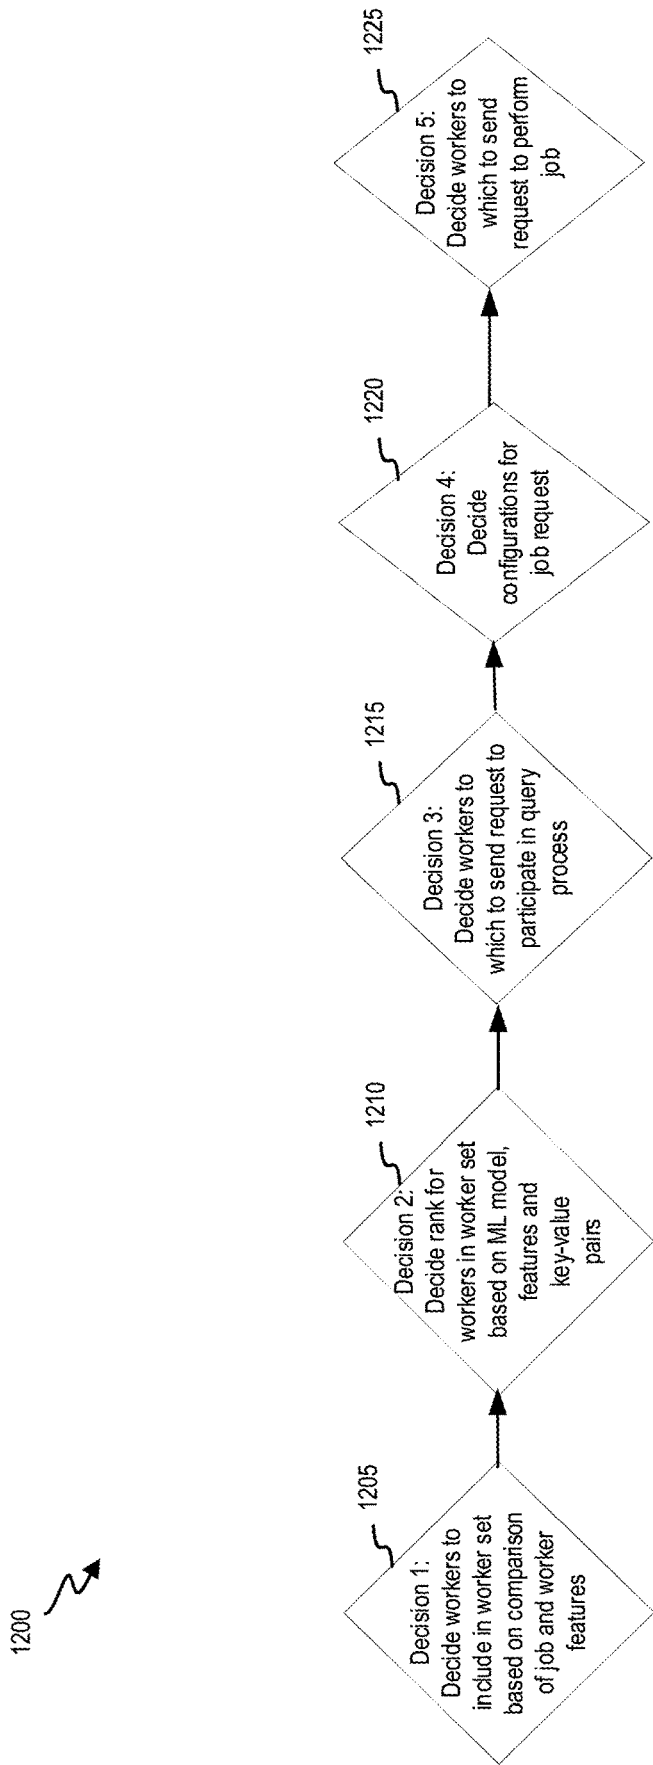 1200
1205
Decision 1:
Decide workers to
include in worker set
based on comparison
of job and worker
features
1210
Decision 2:
Decide rank for
workers in worker set
based on ML model,
features and
key-value
pairs
1215
Decision 3:
Decide workers to
which to send request to
participate in query
process
1220
Decision 4:
Decide
configurations for
job request
1225
Decision 5:
Decide workers to
which to send
request to perform
job